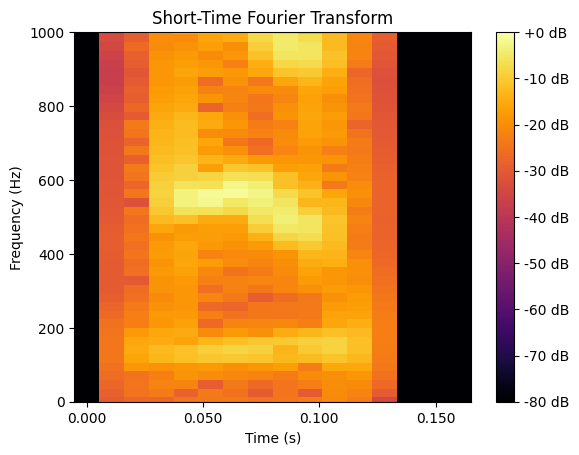 Short-Time Fourier Transform
1000
800
600
400
200
0
Frequency (Hz)
0.000
0.050
0.100
0.150
Time (s)
+0 dB
-10 dB
-20 dB
-30 dB
-40 dB
-50 dB
-60 dB
-70 dB
-80 dB